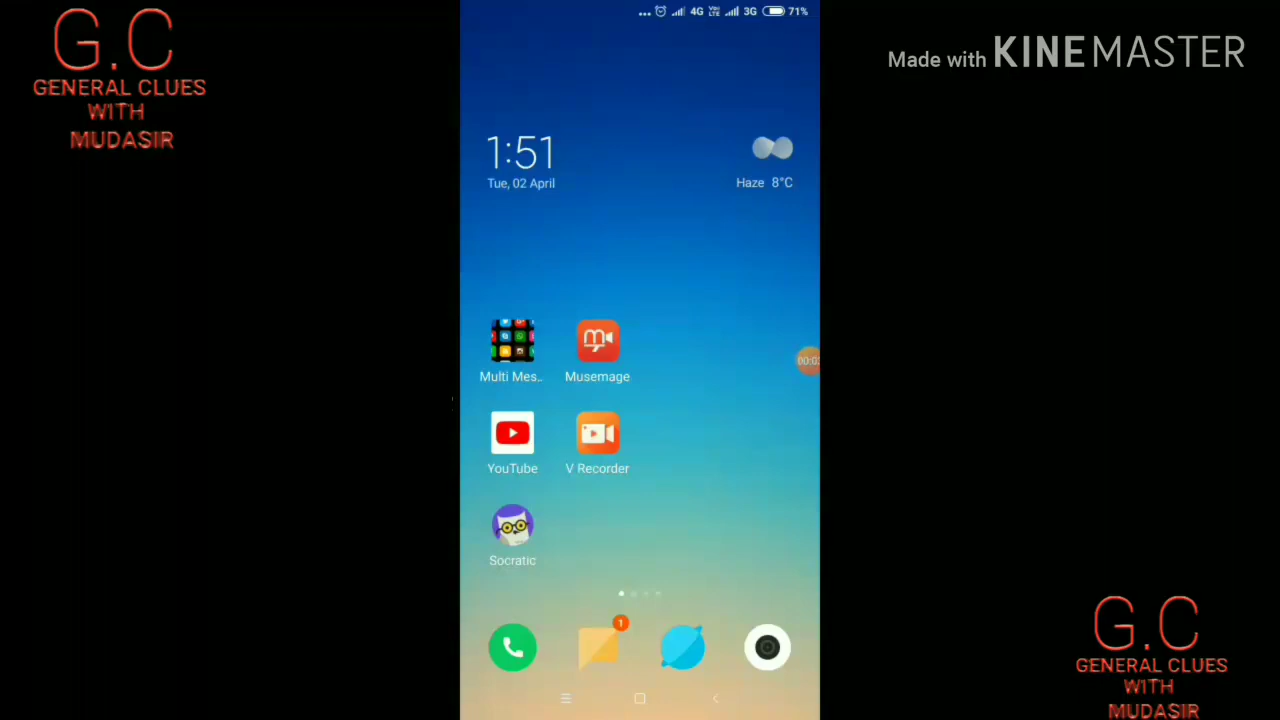 G.C
GENERAL CLUES
WITH
MUDASIR
Made with KINEMASTER
... 4G VoLTE 3G 71%
1:51
Tue, 02 April
Haze 8°C
Multi Mes..
Musemage
YouTube
V Recorder
Socratic
1
G.C
GENERAL CLUES
WITH
MUDASIR